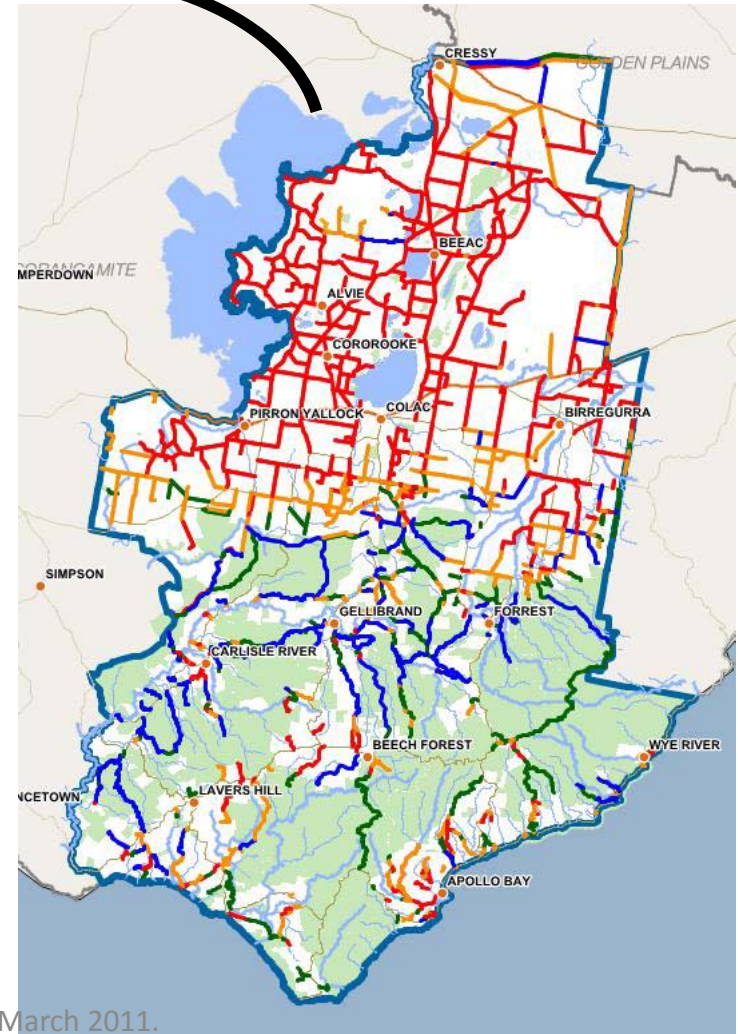 CRESSY
GOLDEN PLAINS
BEEAC
CORANGAMITE
MPERDOWN
ALVIE
COROROOKE
PIRRON YALLOCK
COLAC
BIRREGURRA
SIMPSON
GELLIBRAND
FORREST
CARLISLE RIVER
BEECH FOREST
WYE RIVER
NCETOWN
LAVERS HILL
APOLLO BAY
March 2011.